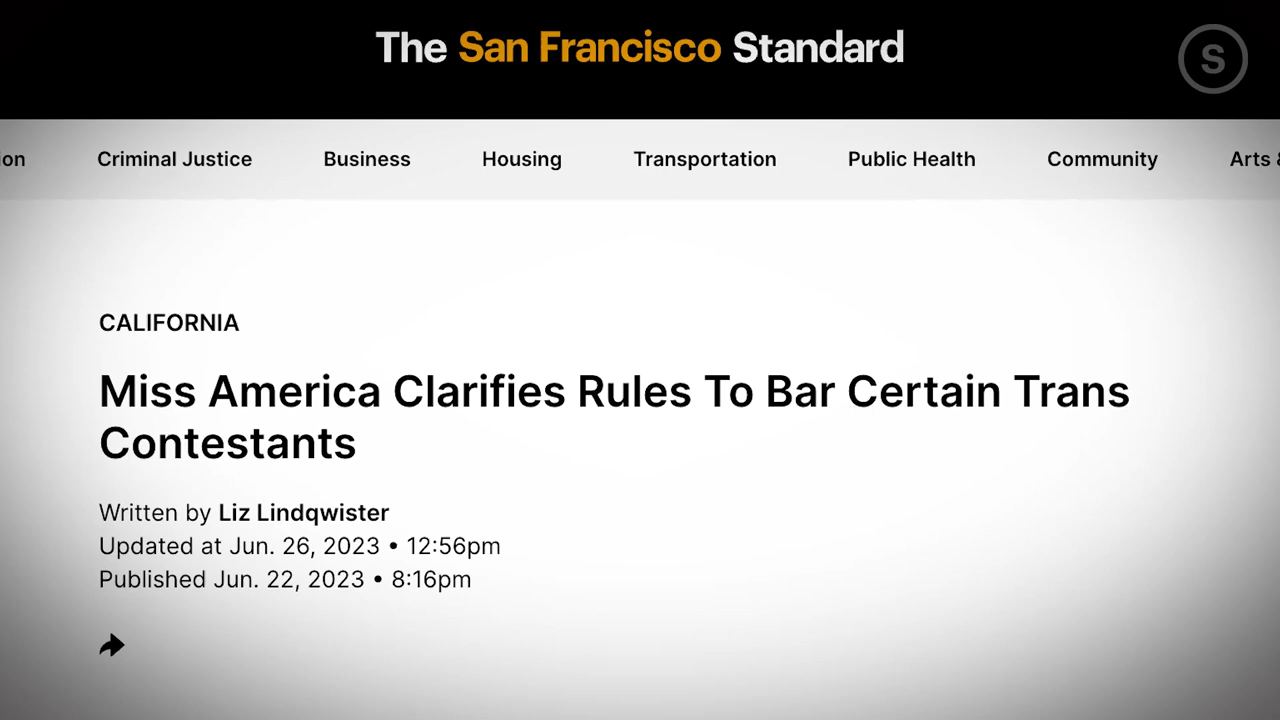 The San Francisco Standard
S
ion Criminal Justice Business Housing Transportation Public Health Community Arts &
CALIFORNIA
Miss America Clarifies Rules To Bar Certain Trans
Contestants
Written by Liz Lindqwister
Updated at Jun. 26, 2023 • 12:56pm
Published Jun. 22, 2023 • 8:16pm